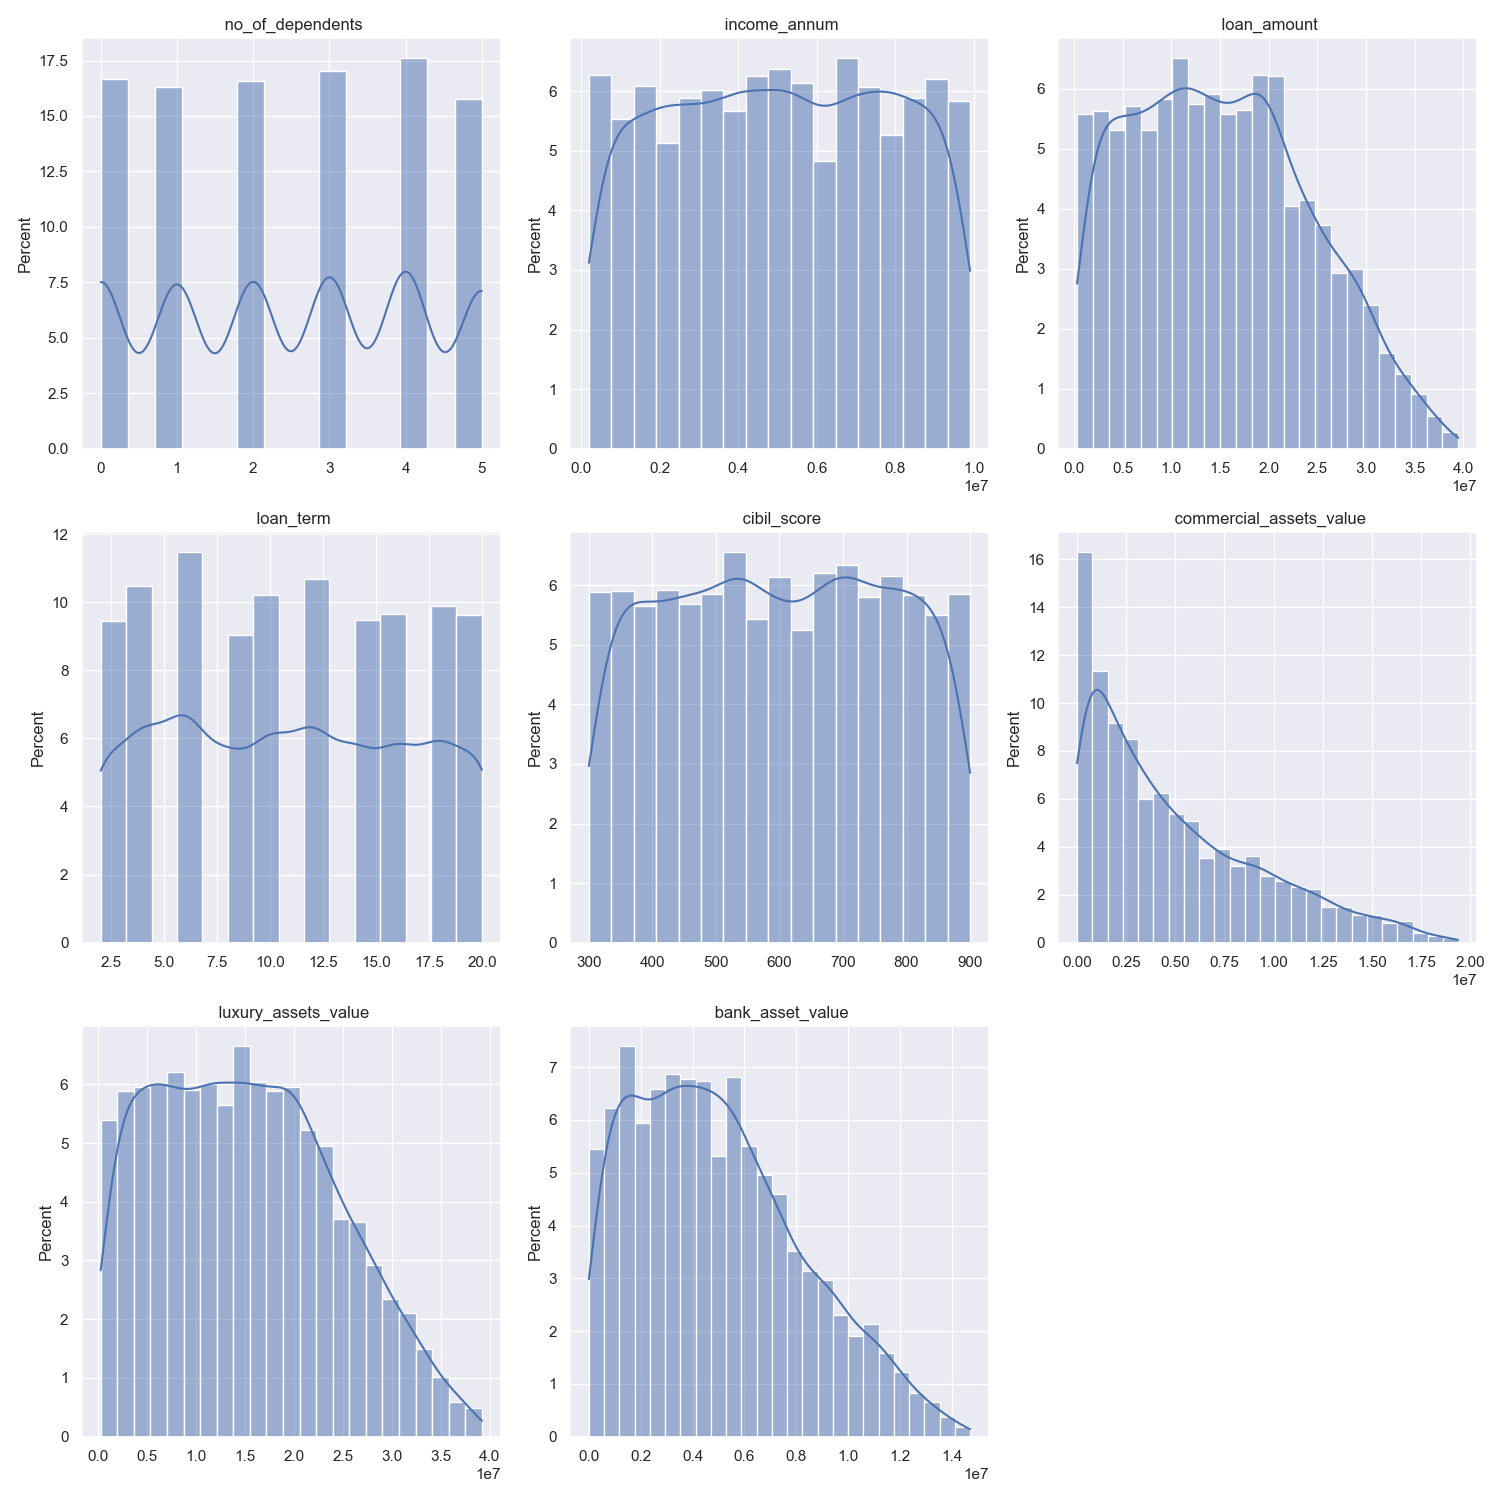 no_of_dependents
Percent
17.5
15.0
12.5
10.0
7.5
5.0
2.5
0.0
0 1 2 3 4 5
income_annum
Percent
6
5
4
3
2
1
0
0.0 0.2 0.4 0.6 0.8 1.0
1e7
loan_amount
Percent
6
5
4
3
2
1
0
0.0 0.5 1.0 1.5 2.0 2.5 3.0 3.5 4.0
1e7
loan_term
Percent
12
10
8
6
4
2
0
2.5 5.0 7.5 10.0 12.5 15.0 17.5 20.0
cibil_score
Percent
6
5
4
3
2
1
0
300 400 500 600 700 800 900
commercial_assets_value
Percent
16
14
12
10
8
6
4
2
0
0.00 0.25 0.50 0.75 1.00 1.25 1.50 1.75 2.00
1e7
luxury_assets_value
Percent
6
5
4
3
2
1
0
0.0 0.5 1.0 1.5 2.0 2.5 3.0 3.5 4.0
1e7
bank_asset_value
Percent
7
6
5
4
3
2
1
0
0.0 0.2 0.4 0.6 0.8 1.0 1.2 1.4
1e7